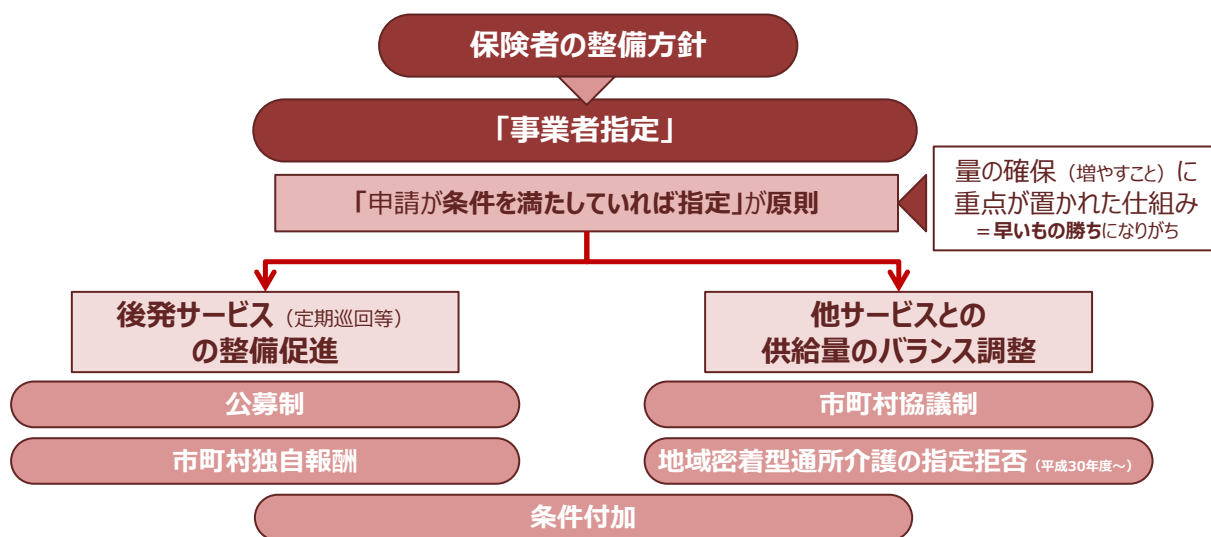 保険者の整備方針
「事業者指定」
「申請が条件を満たしていれば指定」が原則
量の確保（増やすこと）に
重点が置かれた仕組み
＝早いもの勝ちになりがち
後発サービス（定期巡回等）
の整備促進
他サービスとの
供給量のバランス調整
公募制
市町村協議制
市町村独自報酬
地域密着型通所介護の指定拒否（平成30年度～）
条件付加